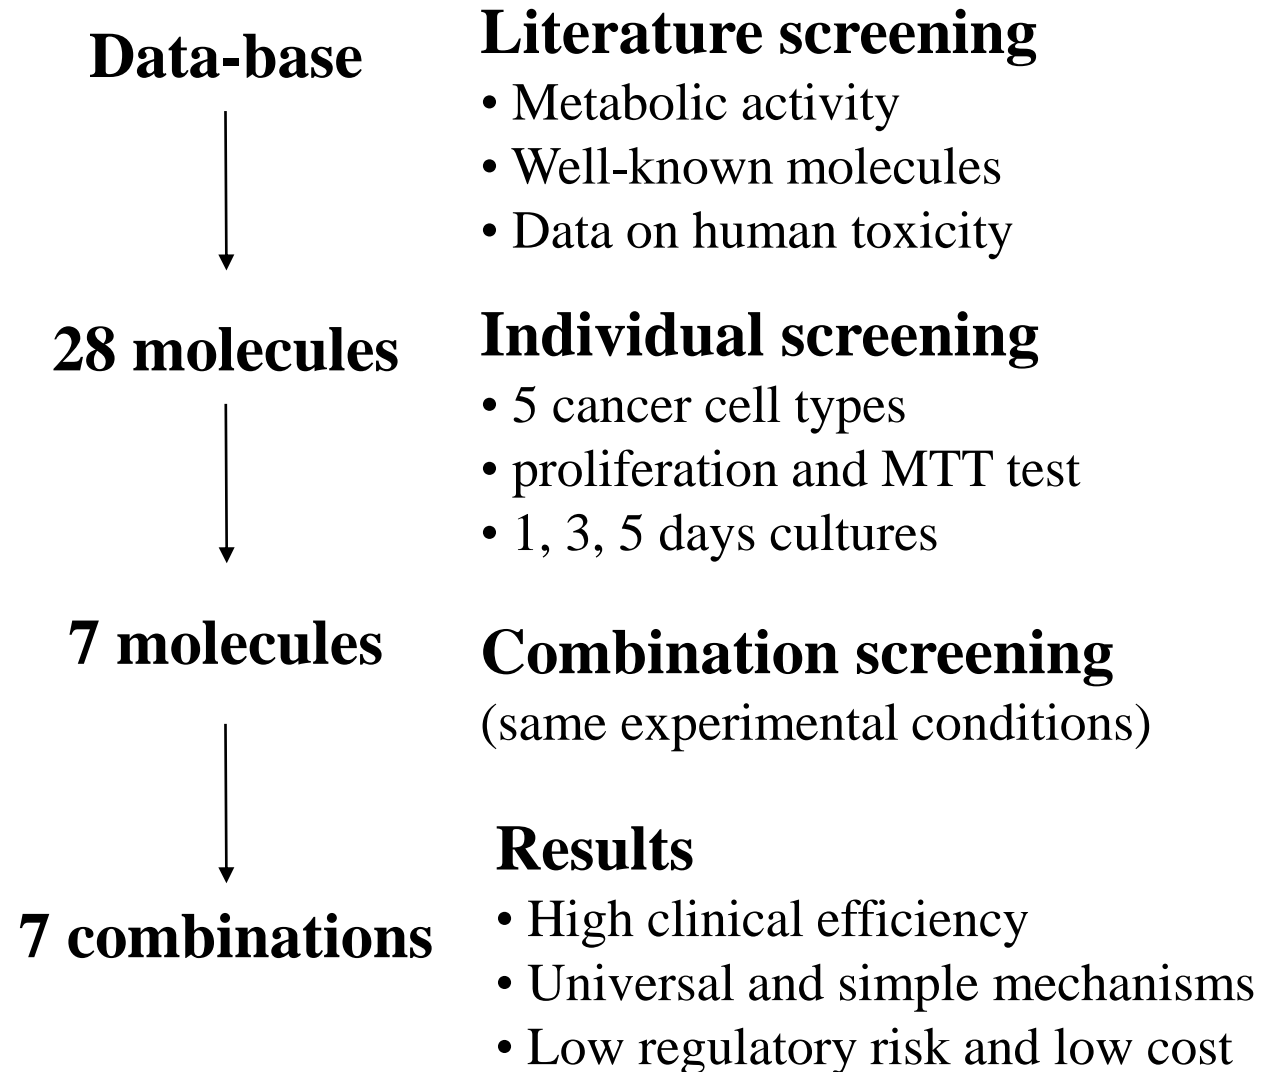 Data-base
Literature screening
• Metabolic activity
• Well-known molecules
• Data on human toxicity
28 molecules
Individual screening
• 5 cancer cell types
• proliferation and MTT test
• 1, 3, 5 days cultures
7 molecules
Combination screening
(same experimental conditions)
7 combinations
Results
• High clinical efficiency
• Universal and simple mechanisms
• Low regulatory risk and low cost